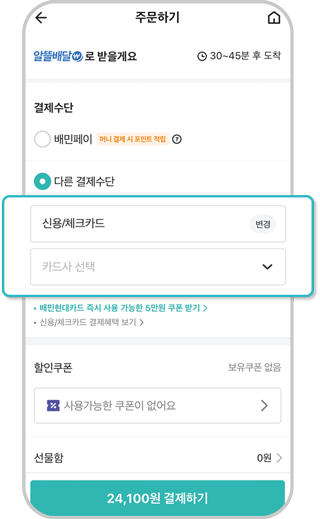 주문하기
알뜰배달 로 받을게요
30~45분 후 도착
결제수단
배민페이 머니 결제 시 포인트 적립 ?
다른 결제수단
신용/체크카드 변경
카드사 선택
• 배민현대카드 즉시 사용 가능한 5만원 쿠폰 받기 >
• 신용/체크카드 결제혜택 보기 >
할인쿠폰 보유쿠폰 없음
사용가능한 쿠폰이 없어요
선물함 0원 >
24,100원 결제하기